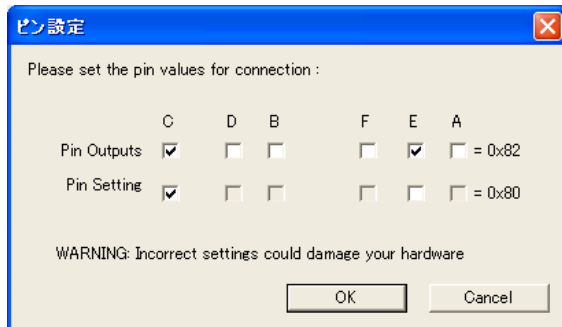 ピン設定
Please set the pin values for connection :
C D B F E A
Pin Outputs = 0x82
Pin Setting = 0x80
WARNING: Incorrect settings could damage your hardware
OK Cancel